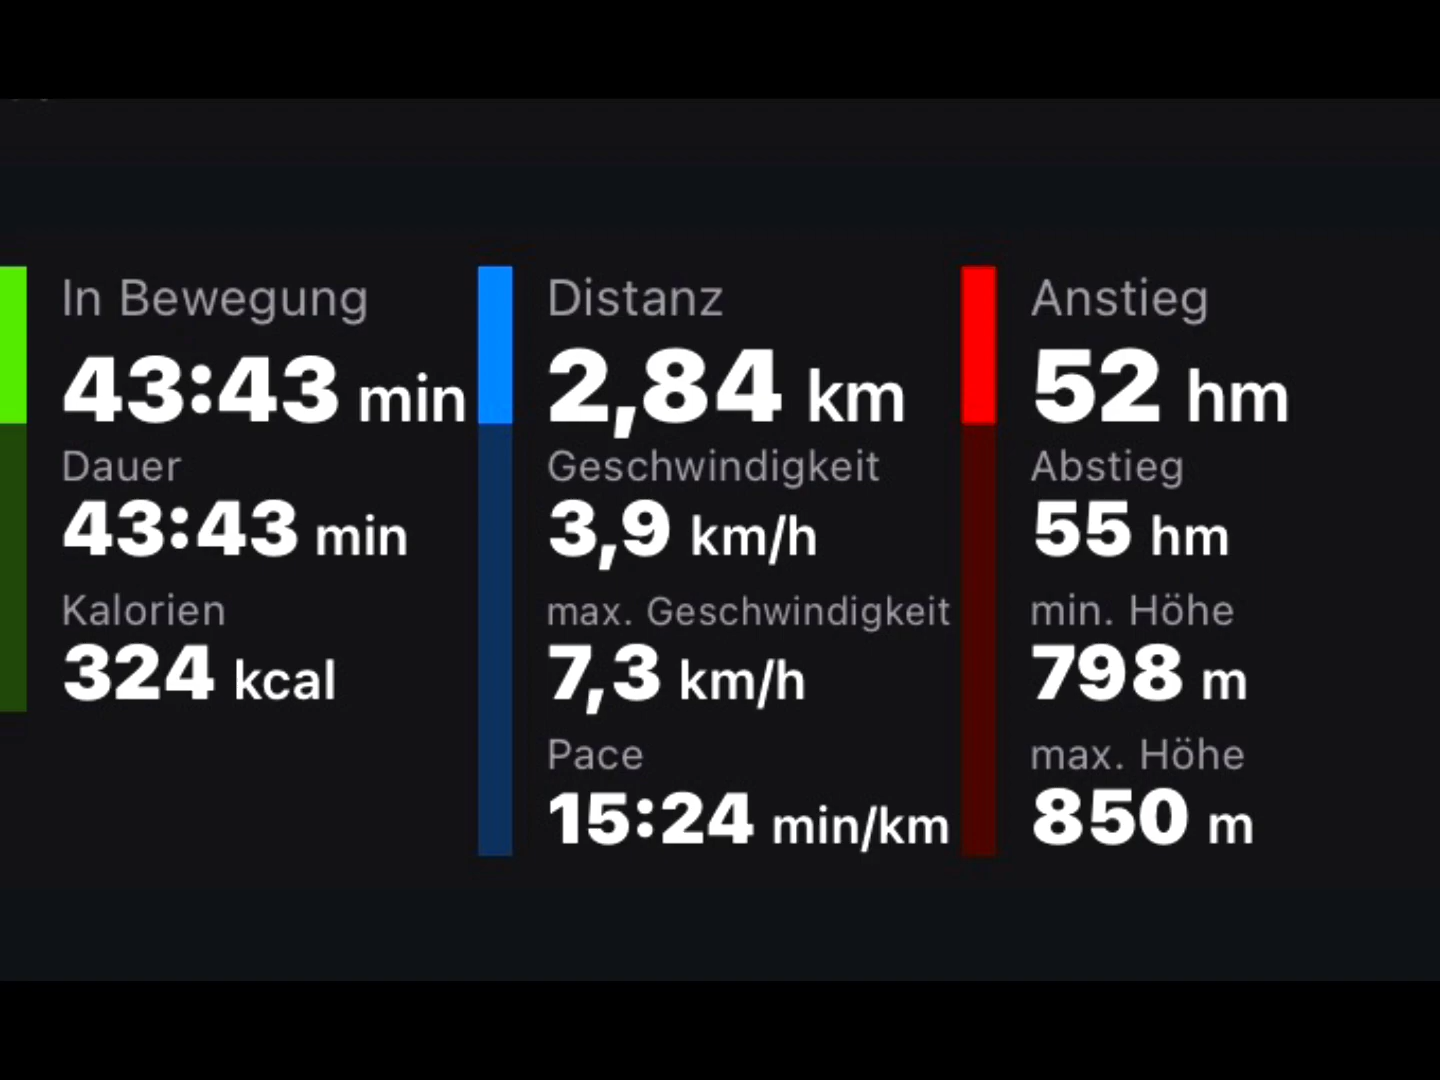 In Bewegung
43:43 min
Dauer
43:43 min
Kalorien
324 kcal
Distanz
2,84 km
Geschwindigkeit
3,9 km/h
max. Geschwindigkeit
7,3 km/h
Pace
15:24 min/km
Anstieg
52 hm
Abstieg
55 hm
min. Höhe
798 m
max. Höhe
850 m